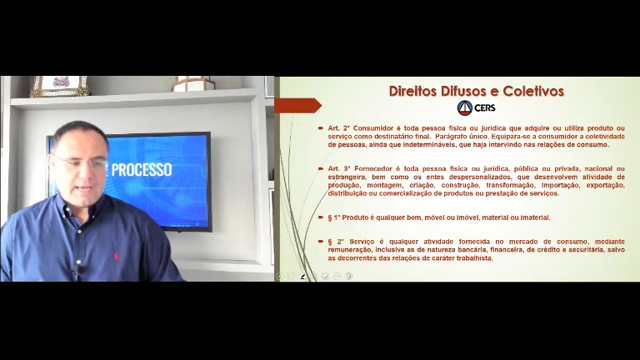 E PROCESSO
Direitos Difusos e Coletivos
CERS
Art. 2° Consumidor é toda pessoa física ou jurídica que adquire ou utiliza produto ou
serviço como destinatário final. Parágrafo único. Equipara-se a consumidor a coletividade
de pessoas, ainda que indetermináveis, que haja intervindo nas relações de consumo.
Art. 3° Fornecedor é toda pessoa física ou jurídica, pública ou privada, nacional ou
estrangeira, bem como os entes despersonalizados, que desenvolvem atividade de
produção, montagem, criação, construção, transformação, importação, exportação,
distribuição ou comercialização de produtos ou prestação de serviços.
§ 1° Produto é qualquer bem, móvel ou imóvel, material ou imaterial.
§ 2° Serviço é qualquer atividade fornecida no mercado de consumo, mediante
remuneração, inclusive as de natureza bancária, financeira, de crédito e securitária, salvo
as decorrentes das relações de caráter trabalhista.